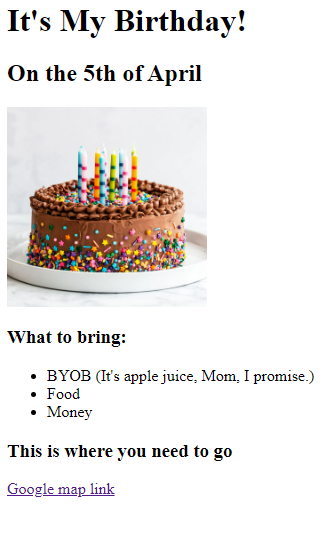 It's My Birthday!
On the 5th of April
What to bring:
BYOB (It's apple juice, Mom, I promise.)
Food
Money
This is where you need to go
Google map link